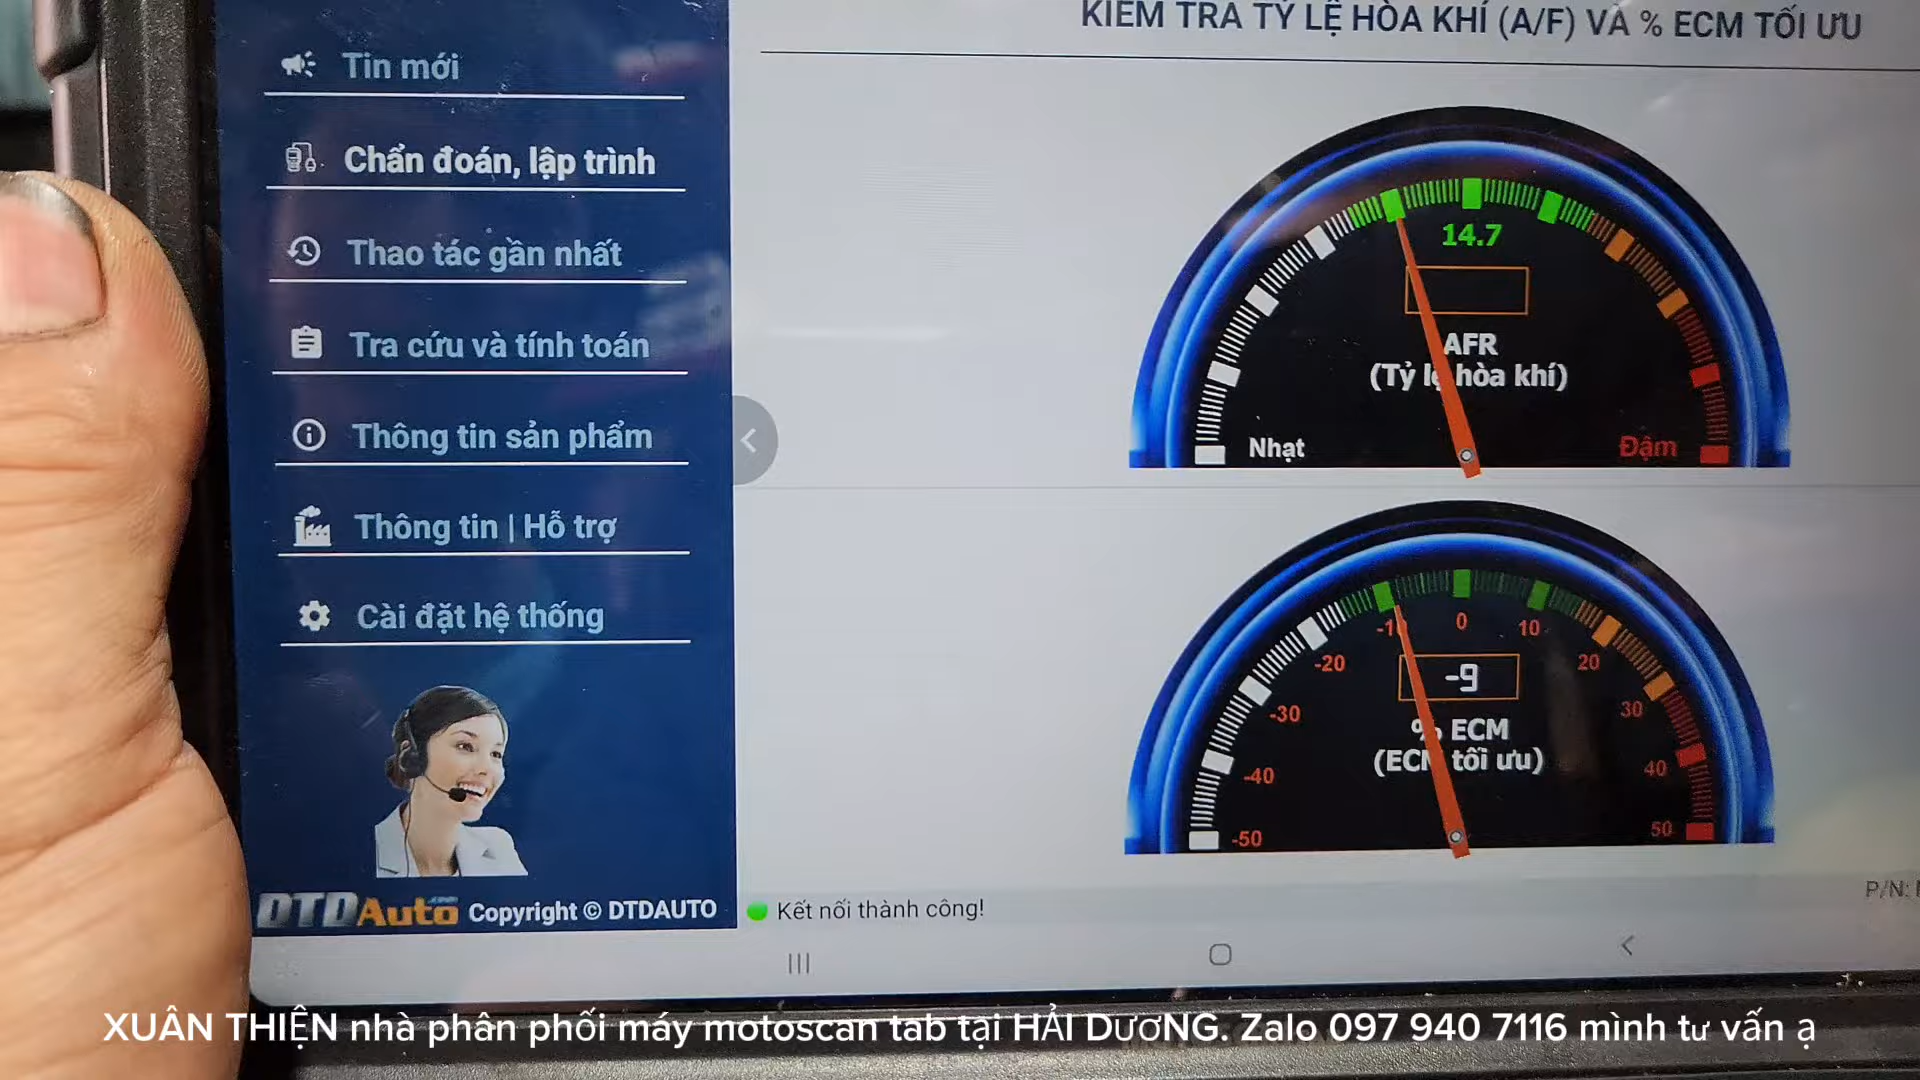 Tin mới
Chẩn đoán, lập trình
Thao tác gần nhất
Tra cứu và tính toán
Thông tin sản phẩm
Thông tin | Hỗ trợ
Cài đặt hệ thống
DTDAuto Copyright © DTDAUTO
KIỂM TRA TỶ LỆ HÒA KHÍ (A/F) VÀ % ECM TỐI ƯU
14.7
AFR
(Tỷ lệ hòa khí)
Nhạt
Đậm
-10
0
10
-20
20
-9
-30
30
% ECM
(ECM tối ưu)
-40
40
-50
50
Kết nối thành công!
P/N:
XUÂN THIỆN nhà phân phối máy motoscan tab tại HẢI DƯƠNG. Zalo 097 940 7116 mình tư vấn ạ